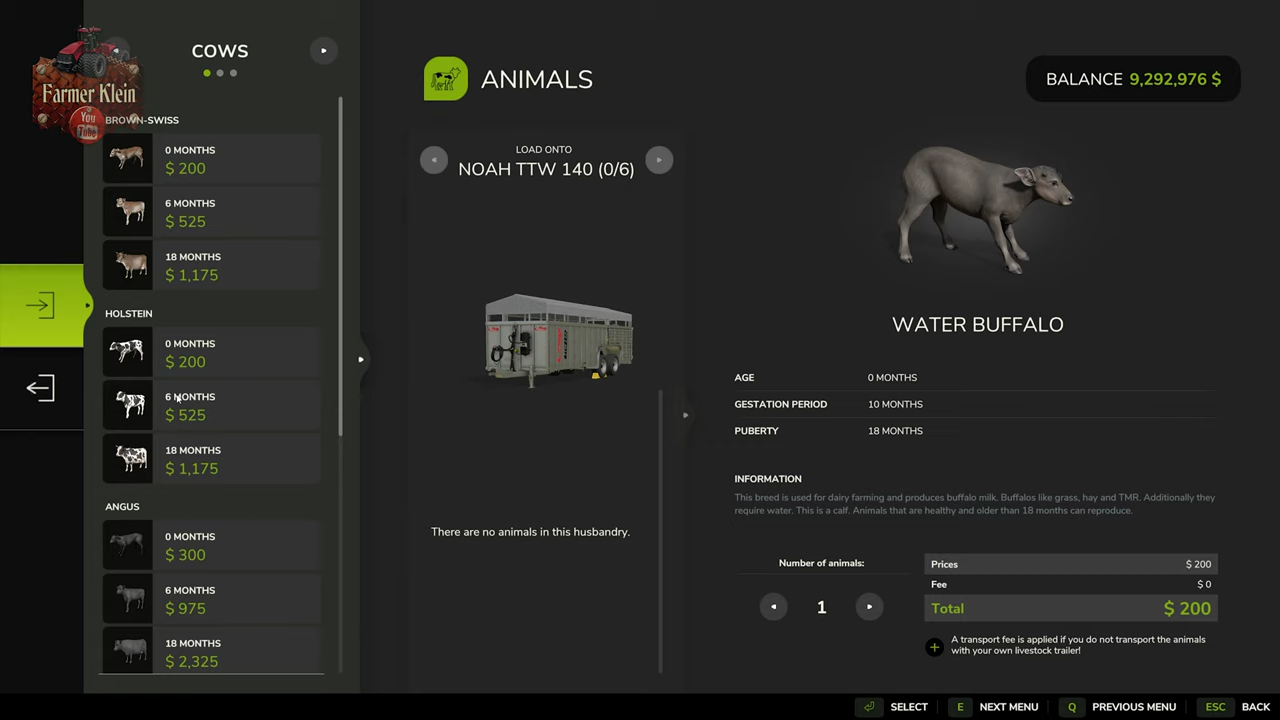 Farmer Klein
You
Tube
COWS
BROWN-SWISS
0 MONTHS
$ 200
6 MONTHS
$ 525
18 MONTHS
$ 1,175
HOLSTEIN
0 MONTHS
$ 200
6 MONTHS
$ 525
18 MONTHS
$ 1,175
ANGUS
0 MONTHS
$ 300
6 MONTHS
$ 975
18 MONTHS
$ 2,325
ANIMALS
BALANCE 9,292,976 $
LOAD ONTO
NOAH TTW 140 (0/6)
There are no animals in this husbandry.
WATER BUFFALO
AGE 0 MONTHS
GESTATION PERIOD 10 MONTHS
PUBERTY 18 MONTHS
INFORMATION
This breed is used for dairy farming and produces buffalo milk. Buffalos like grass, hay and TMR. Additionally they
require water. This is a calf. Animals that are healthy and older than 18 months can reproduce.
Number of animals:
1
Prices $ 200
Fee $ 0
Total $ 200
A transport fee is applied if you do not transport the animals
with your own livestock trailer!
SELECT E NEXT MENU Q PREVIOUS MENU ESC BACK